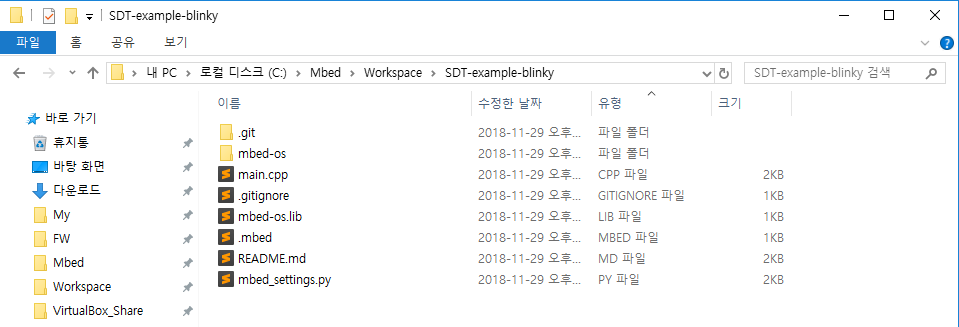 SDT-example-blinky
파일 홈 공유 보기
내 PC 로컬 디스크 (C:) Mbed Workspace SDT-example-blinky SDT-example-blinky 검색
이름 수정한 날짜 유형 크기
바로 가기
휴지통
바탕 화면
다운로드
My
FW
Mbed
Workspace
VirtualBox_Share
.git 2018-11-29 오후... 파일 폴더
mbed-os 2018-11-29 오후... 파일 폴더
main.cpp 2018-11-29 오후... CPP 파일 2KB
.gitignore 2018-11-29 오후... GITIGNORE 파일 1KB
mbed-os.lib 2018-11-29 오후... LIB 파일 1KB
.mbed 2018-11-29 오후... MBED 파일 1KB
README.md 2018-11-29 오후... MD 파일 2KB
mbed_settings.py 2018-11-29 오후... PY 파일 2KB